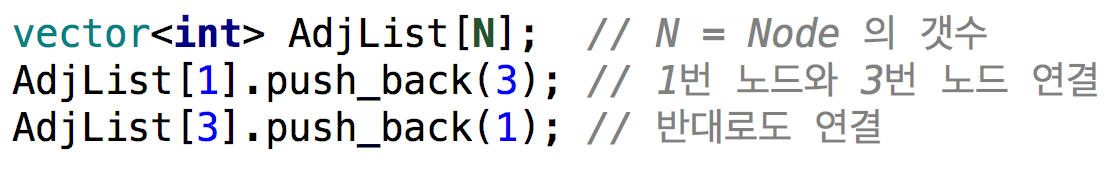 vector<int> AdjList[N];  // N = Node 의 갯수
AdjList[1].push_back(3); // 1번 노드와 3번 노드 연결
AdjList[3].push_back(1); // 반대로도 연결